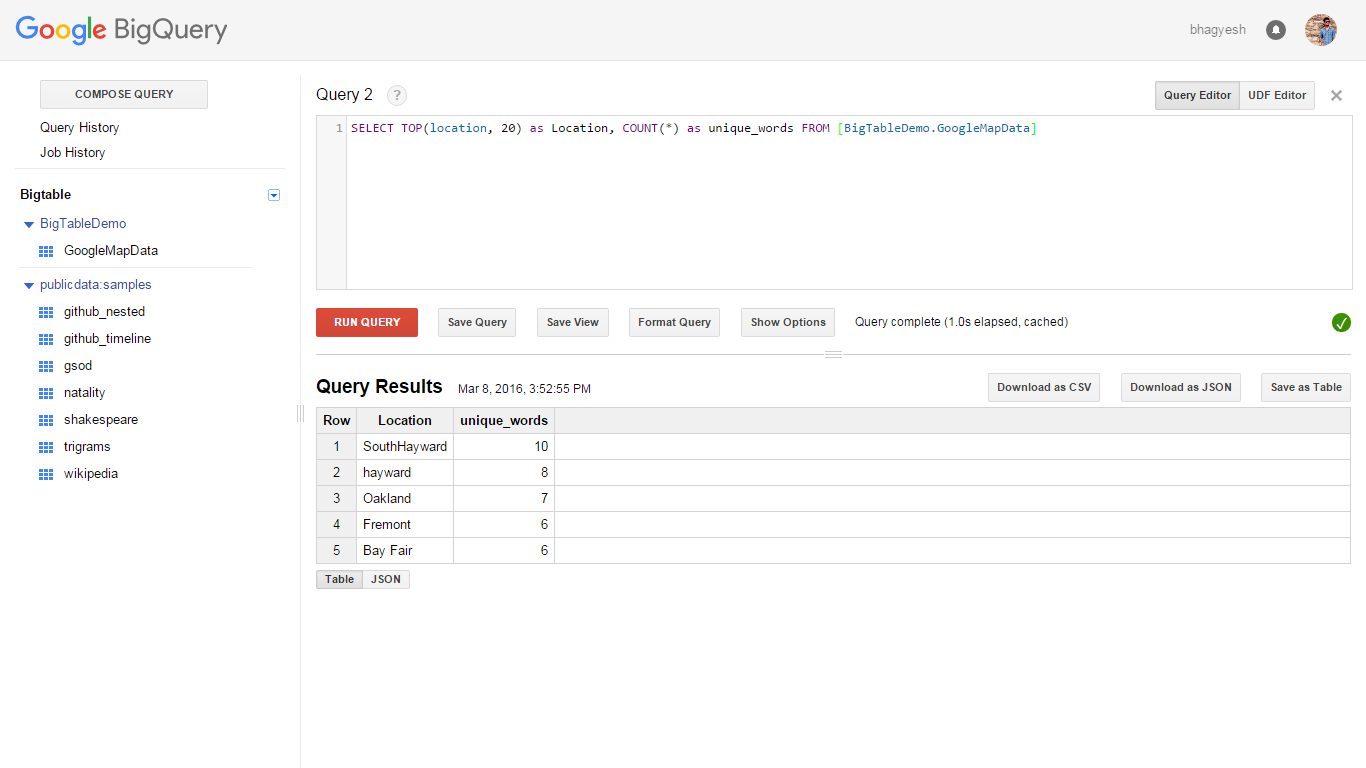 Google BigQuery
bhagyesh
COMPOSE QUERY
Query History
Job History
Bigtable
BigTableDemo
GoogleMapData
publicdata:samples
github_nested
github_timeline
gsod
natality
shakespeare
trigrams
wikipedia
Query 2 ?
Query Editor UDF Editor
1 SELECT TOP(location, 20) as Location, COUNT(*) as unique_words FROM [BigTableDemo.GoogleMapData]
RUN QUERY Save Query Save View Format Query Show Options Query complete (1.0s elapsed, cached)
Query Results Mar 8, 2016, 3:52:55 PM Download as CSV Download as JSON Save as Table
Row Location unique_words
1 SouthHayward 10
2 hayward 8
3 Oakland 7
4 Fremont 6
5 Bay Fair 6
Table JSON